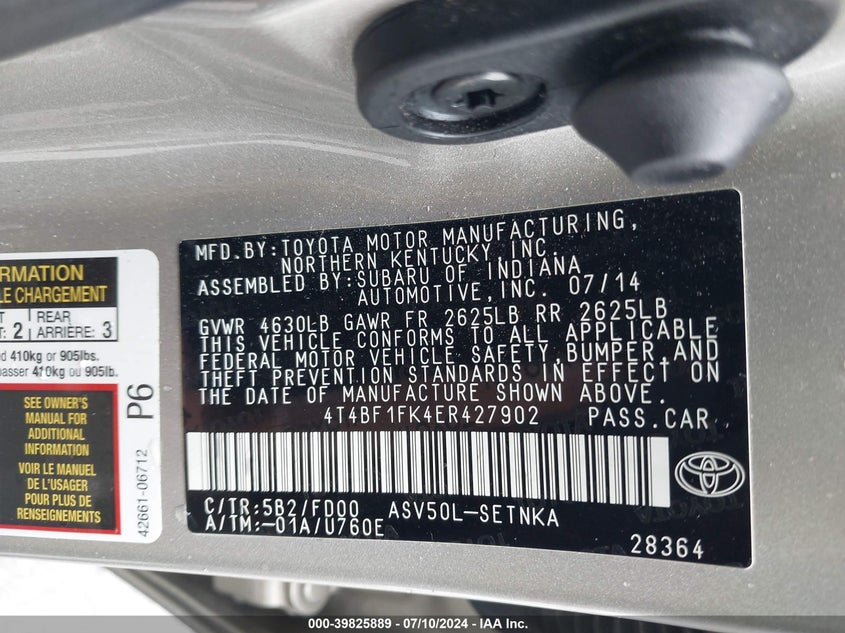 MFD.BY:TOYOTA MOTOR MANUFACTURING,
NORTHERN KENTUCKY, INC.
ASSEMBLED BY:SUBARU OF INDIANA
AUTOMOTIVE,INC. 07/14
GVWR 4630LB GAWR FR 2625LB RR 2625LB
THIS VEHICLE CONFORMS TO ALL APPLICABLE
FEDERAL MOTOR VEHICLE SAFETY,BUMPER,AND
THEFT PREVENTION STANDARDS IN EFFECT ON
THE DATE OF MANUFACTURE SHOWN ABOVE.
4T4BF1FK4ER427902 PASS.CAR
C/TR:5B2/FD00 ASV50L-SETNKA
A/TM:-01A/U760E
28364
TOYOTA
RMATION
LE CHARGEMENT
REAR
2 ARRIÈRE: 3
d 410kg or 905lbs.
passer 410kg ou 905lb.
SEE OWNER'S
MANUAL FOR
ADDITIONAL
INFORMATION
VOIR LE MANUEL
DE L'USAGER
POUR PLUS DE
RENSEIGNEMENTS
P6
42661-06712
000-39825889 / 07/10/2024 - IAA Inc.